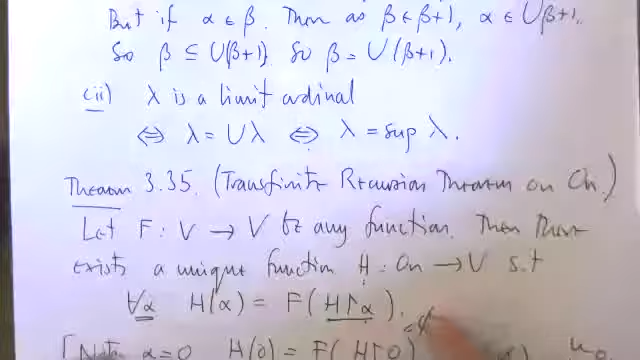 But if α ∈ β. Then as β ∈ β+1, α ∈ ∪β+1.
So β ⊆ ∪(β+1). So β = ∪(β+1).
(ii) λ is a limit ordinal
⟺ λ = ∪λ ⟺ λ = sup λ.
Theorem 3.35. (Transfinite Recursion Theorem on On.)
Let F : V → V be any function. Then there
exists a unique function H : On → V s.t
∀α H(α) = F(H↾α).
[Note α=0 H(0) = F(H↾0)